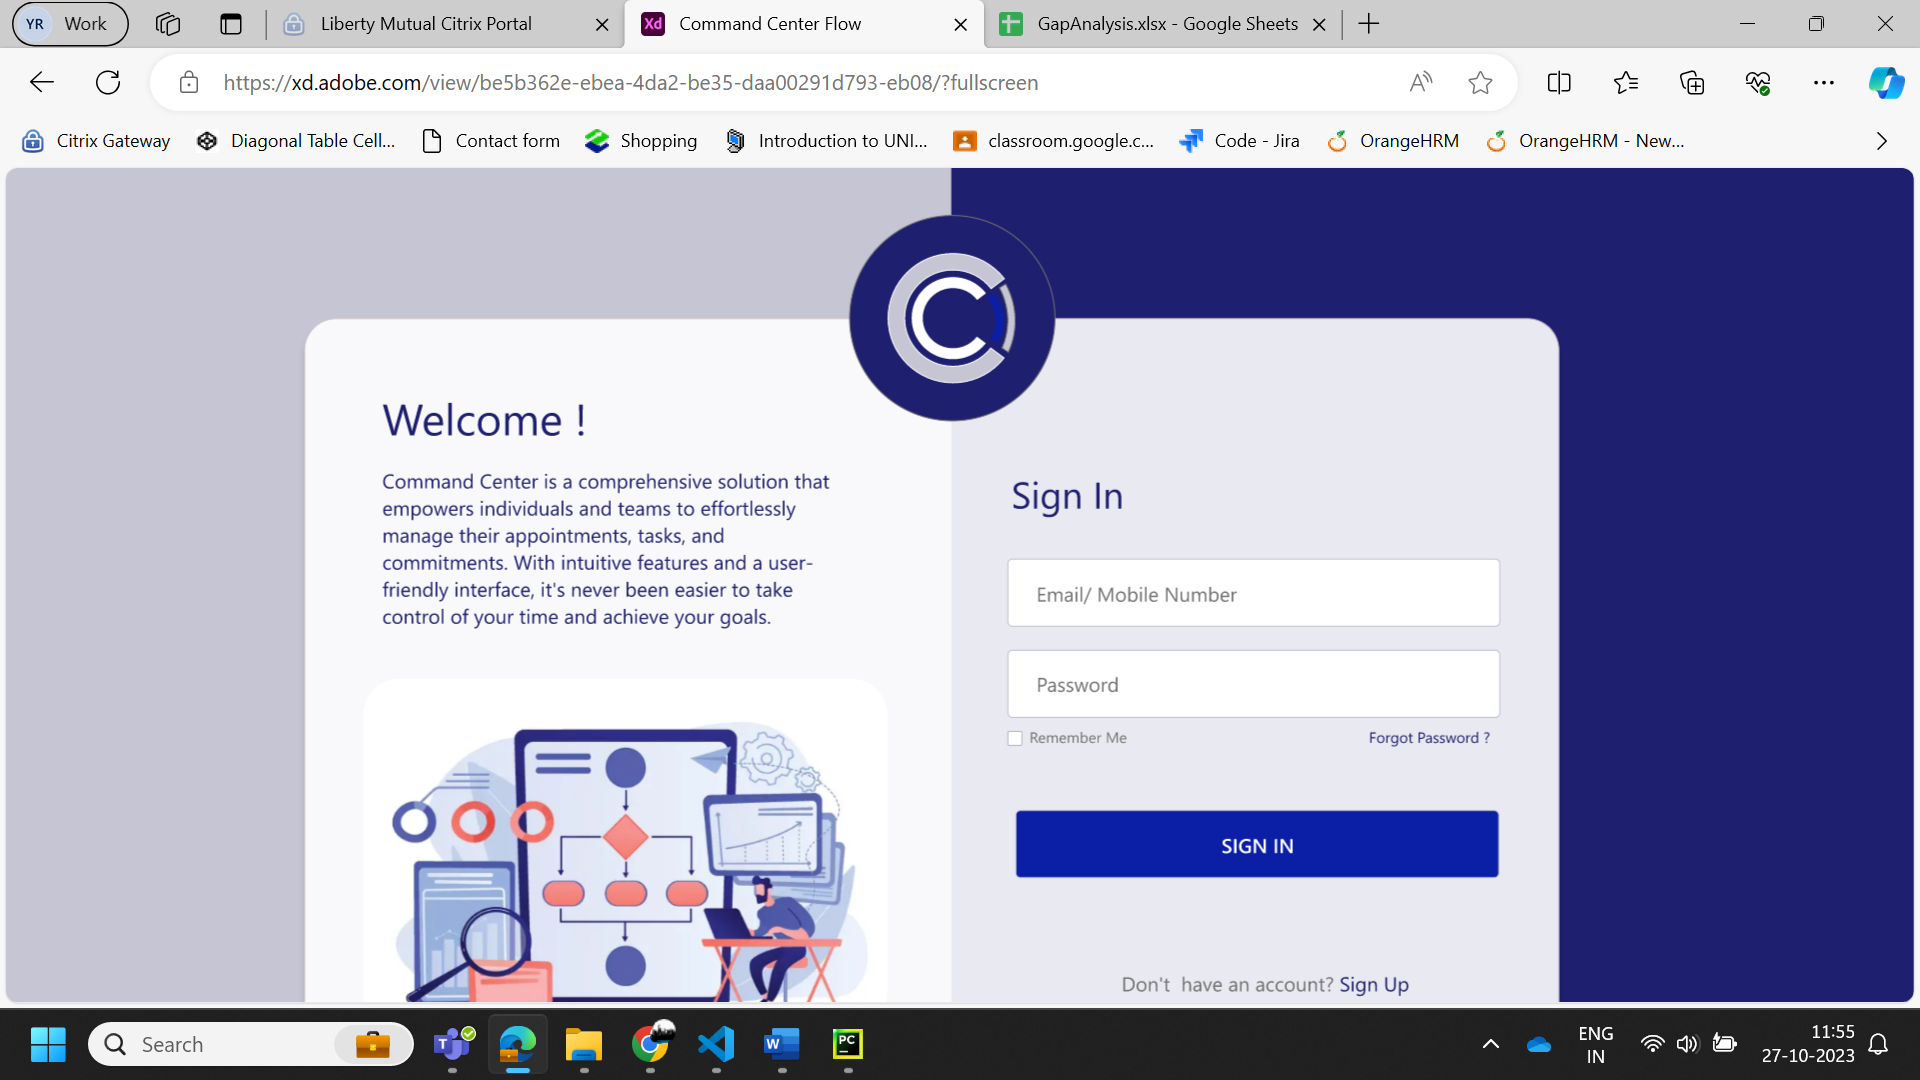 YR Work
Liberty Mutual Citrix Portal
Xd Command Center Flow
GapAnalysis.xlsx - Google Sheets
https://xd.adobe.com/view/be5b362e-ebea-4da2-be35-daa00291d793-eb08/?fullscreen
Citrix Gateway
Diagonal Table Cell...
Contact form
Shopping
Introduction to UNI...
classroom.google.c...
Code - Jira
OrangeHRM
OrangeHRM - New...
Welcome !
Command Center is a comprehensive solution that
empowers individuals and teams to effortlessly
manage their appointments, tasks, and
commitments. With intuitive features and a user-
friendly interface, it's never been easier to take
control of your time and achieve your goals.
Sign In
Email/ Mobile Number
Password
Remember Me
Forgot Password ?
SIGN IN
Don't have an account? Sign Up
Search
T
W
PC
ENG
IN
11:55
27-10-2023